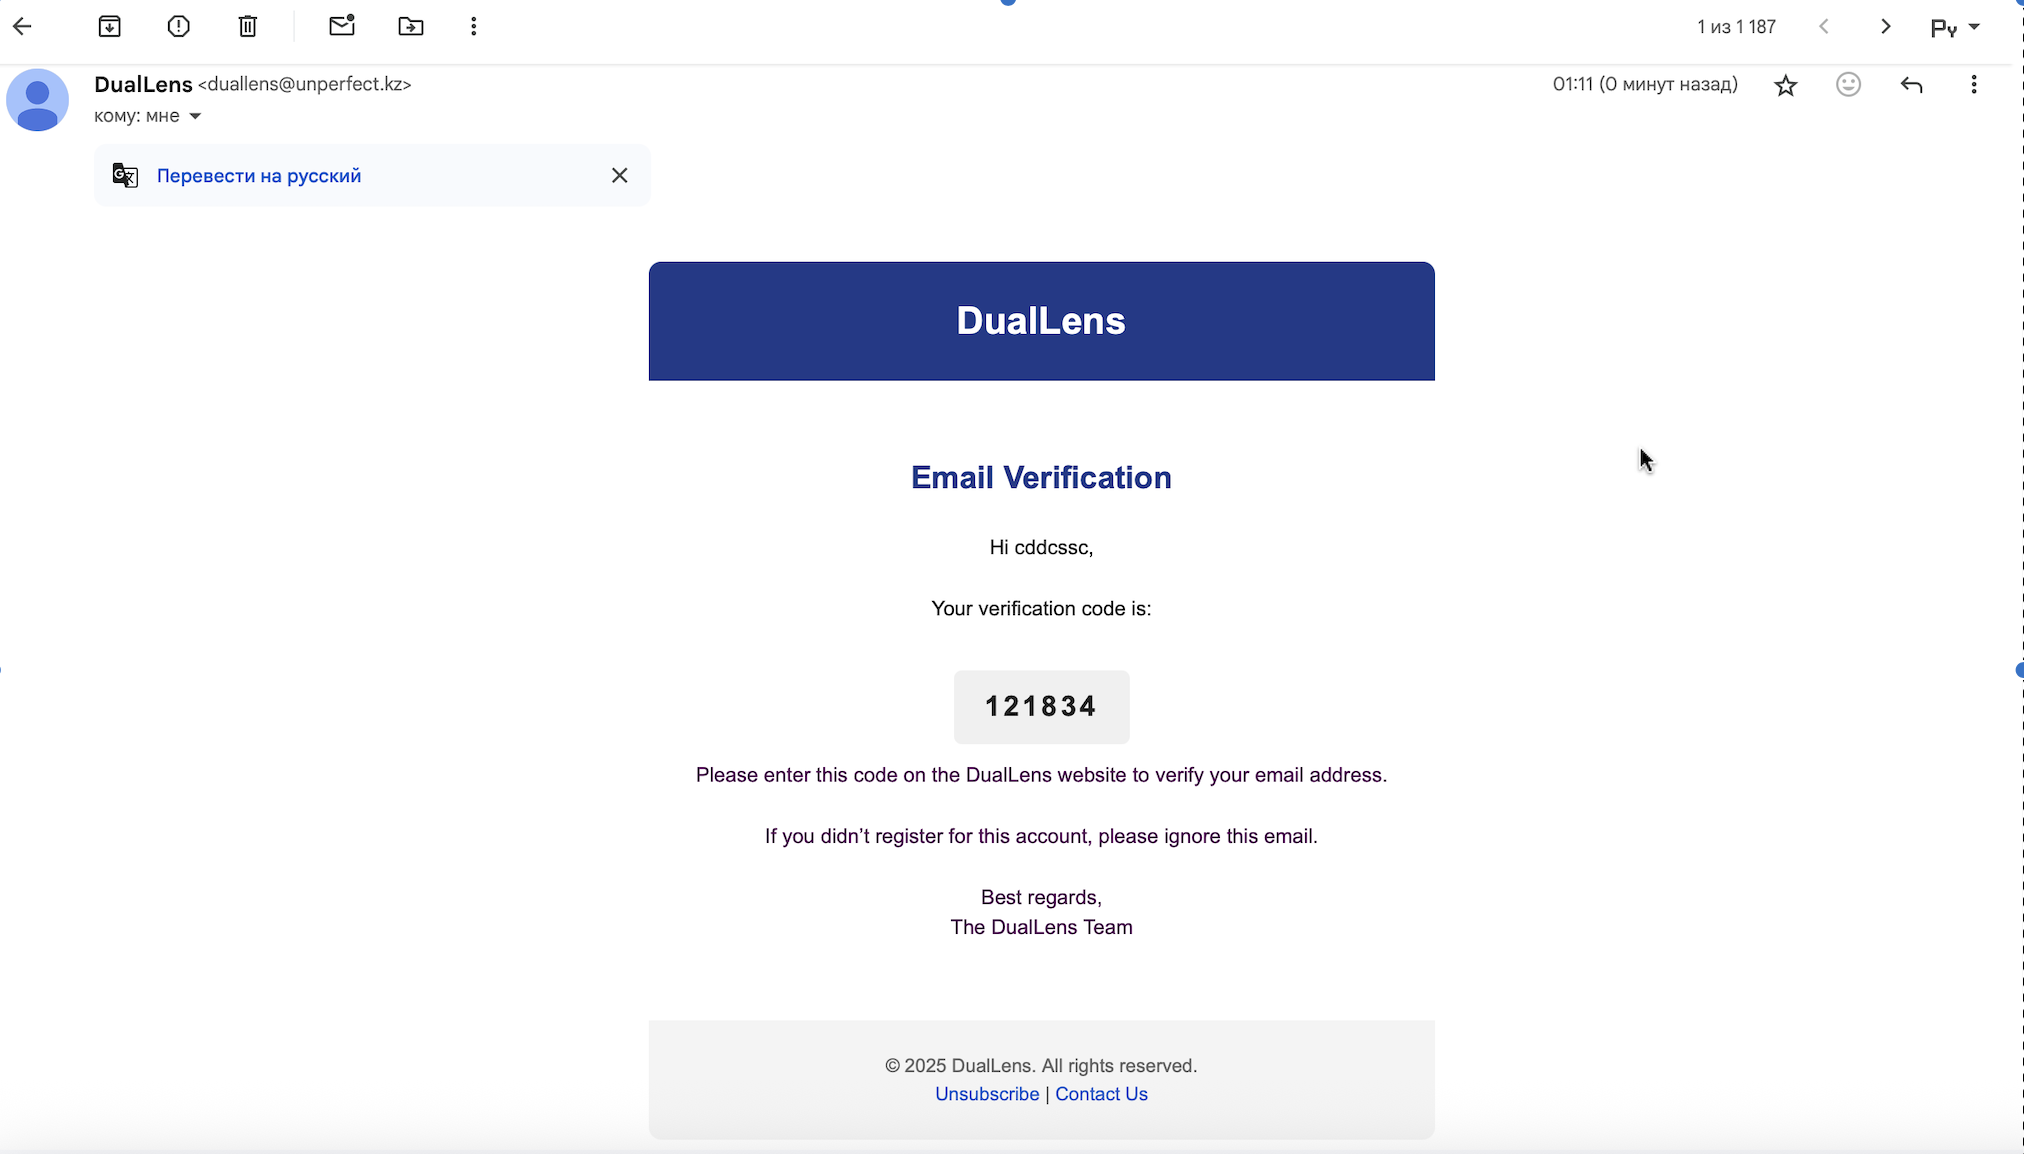 1 из 1 187
Ру
DualLens <duallens@unperfect.kz>
01:11 (0 минут назад)
кому: мне
Перевести на русский
DualLens
Email Verification
Hi cddcssc,
Your verification code is:
121834
Please enter this code on the DualLens website to verify your email address.
If you didn’t register for this account, please ignore this email.
Best regards,
The DualLens Team
© 2025 DualLens. All rights reserved.
Unsubscribe | Contact Us